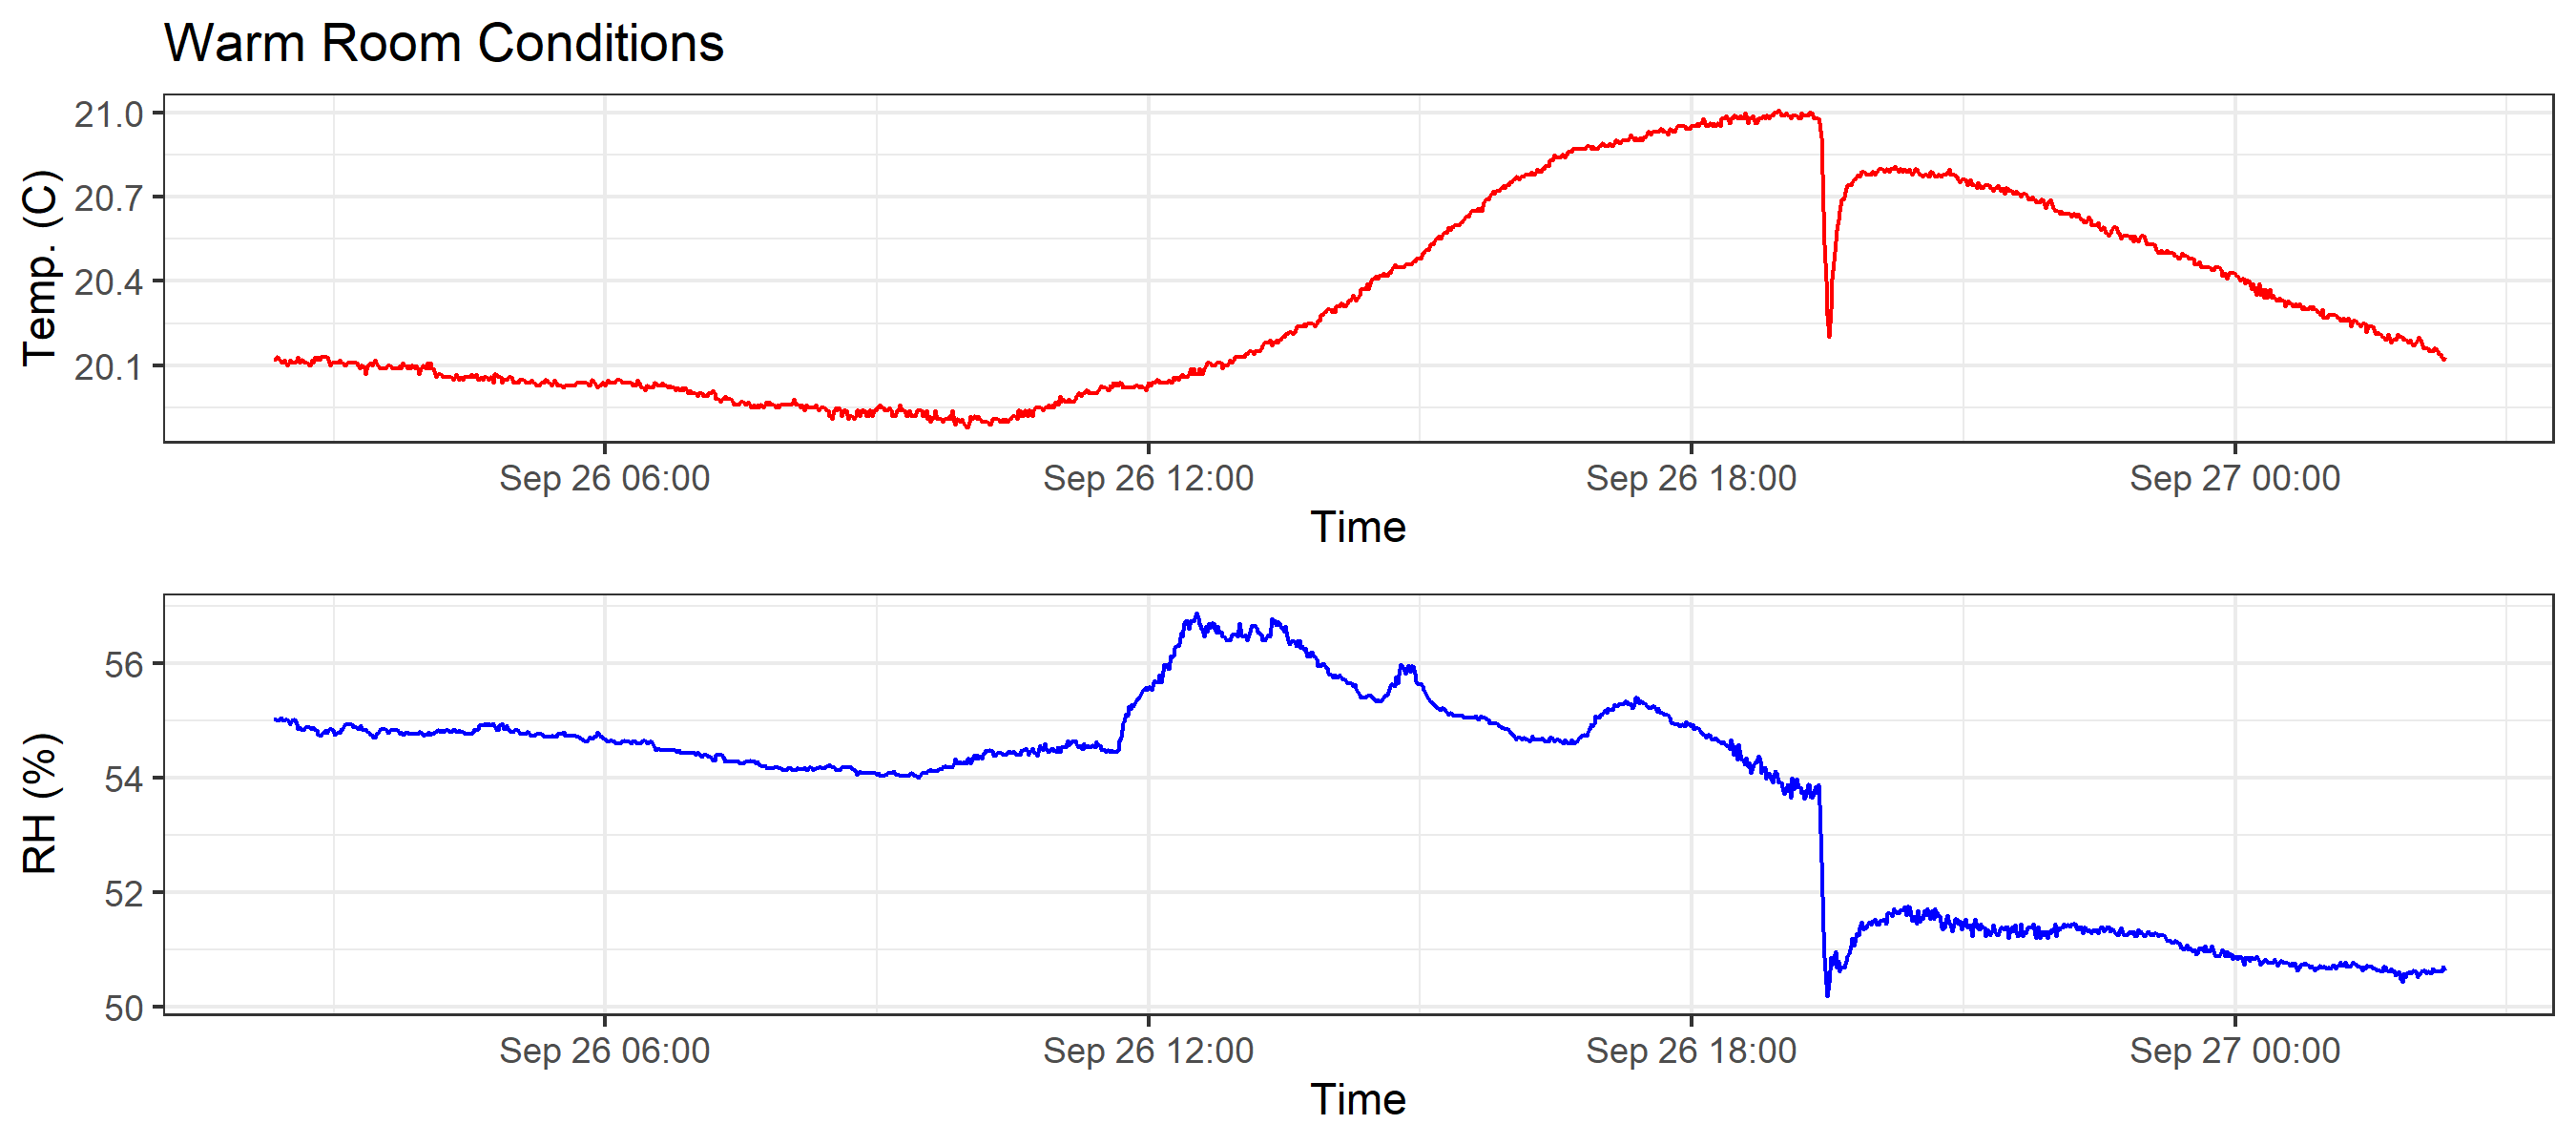 Warm Room Conditions
Temp. (C)
21.0
20.7
20.4
20.1
Sep 26 06:00 Sep 26 12:00 Sep 26 18:00 Sep 27 00:00
Time
RH (%)
56
54
52
50
Sep 26 06:00 Sep 26 12:00 Sep 26 18:00 Sep 27 00:00
Time